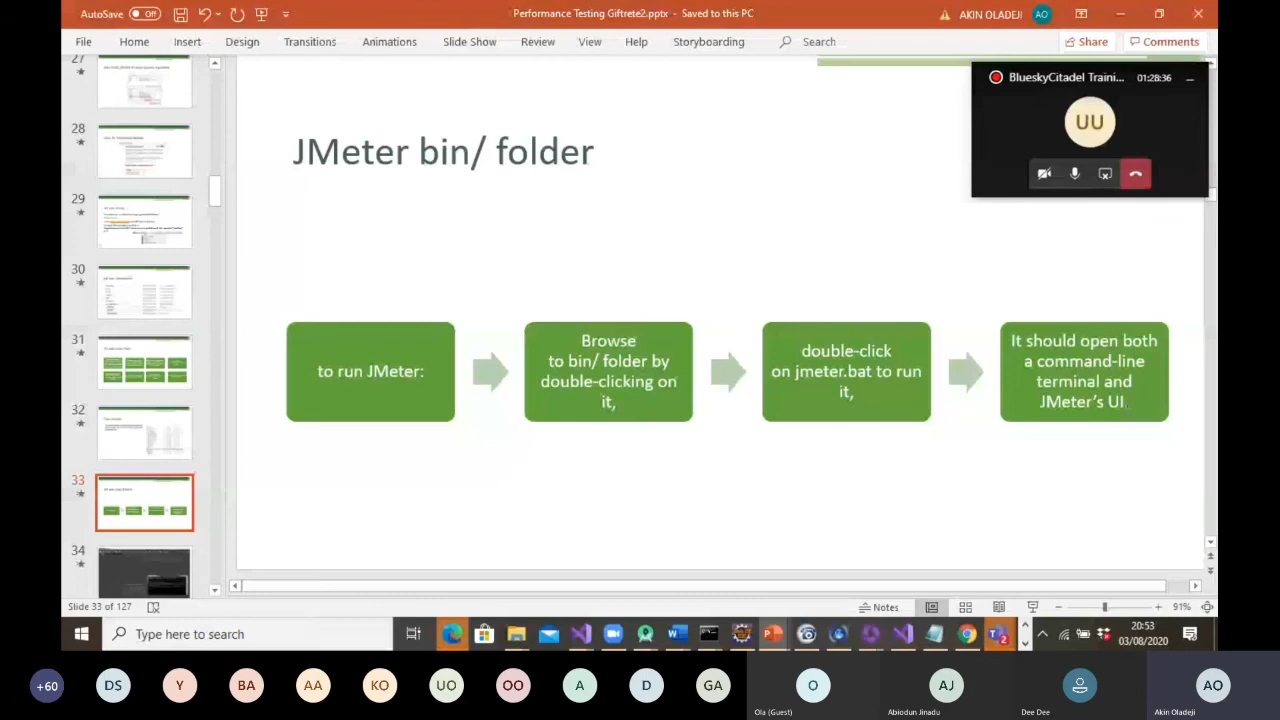 AutoSave Off
Performance Testing Giftrete2.pptx - Saved to this PC
AKIN OLADEJI
AO
File Home Insert Design Transitions Animations Slide Show Review View Help Storyboarding Search
Share
Comments
27
28
29
30
31
32
33
34
JMeter bin/ folder
to run JMeter:
Browse
to bin/ folder by
double-clicking on
it,
double-click
on jmeter.bat to run
it,
It should open both
a command-line
terminal and
JMeter's UI.
BlueskyCitadel Traini...
01:28:36
UU
Slide 33 of 127
Notes
91%
Type here to search
20:53
03/08/2020
+60
DS
Y
BA
AA
KO
UO
OO
A
D
GA
O
Ola (Guest)
AJ
Abiodun Jinadu
Dee Dee
AO
Akin Oladeji